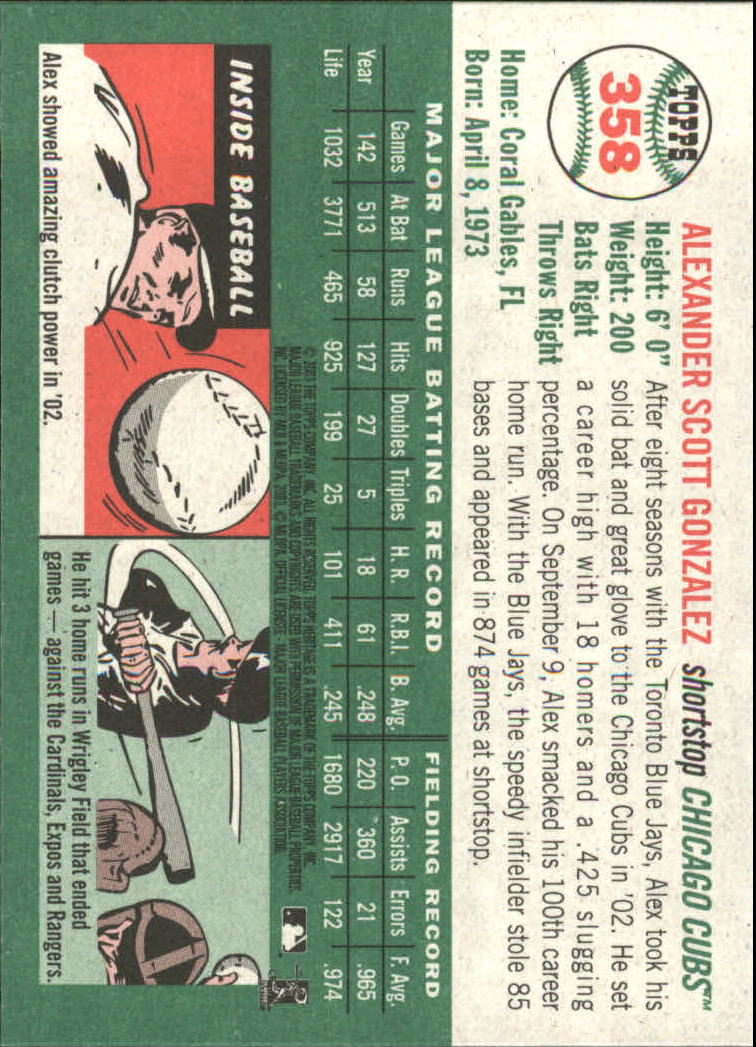 TOPPS
358
ALEXANDER SCOTT GONZALEZ shortstop CHICAGO CUBS™
Height: 6' 0"
Weight: 200
Bats Right
Throws Right
Home: Coral Gables, FL
Born: April 8, 1973
After eight seasons with the Toronto Blue Jays, Alex took his
solid bat and great glove to the Chicago Cubs in '02. He set
a career high with 18 homers and a .425 slugging
percentage. On September 9, Alex smacked his 100th career
home run. With the Blue Jays, the speedy infielder stole 85
bases and appeared in 874 games at shortstop.
MAJOR LEAGUE BATTING RECORD FIELDING RECORD
Games At Bat Runs Hits Doubles Triples H.R. R.B.I. B. Avg. P.O. Assists Errors F. Avg.
Year 142 513 58 127 27 5 18 61 .248 220 360 21 .965
Life 1032 3771 465 925 199 25 101 411 .245 1680 2917 122 .974
INSIDE BASEBALL
Alex showed amazing clutch power in '02.
He hit 3 home runs in Wrigley Field that ended
games — against the Cardinals, Expos and Rangers.